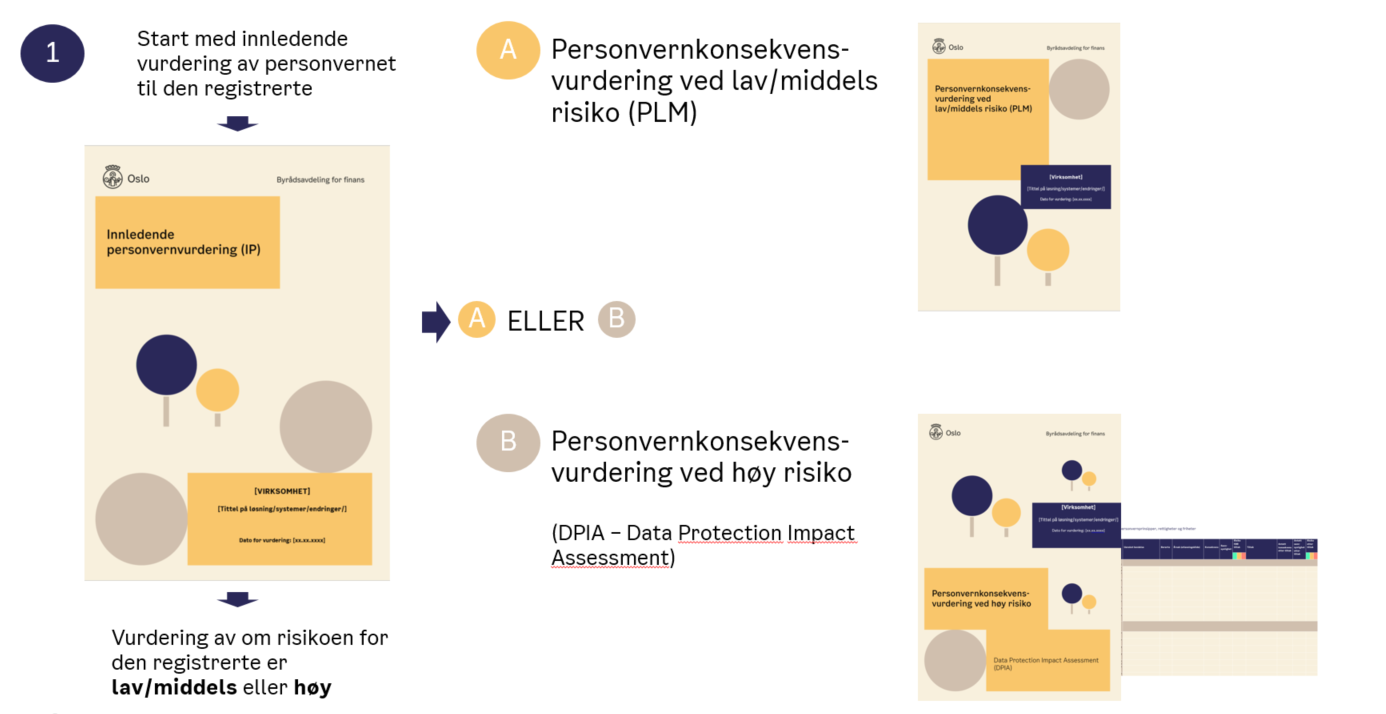 1
Start med innledende
vurdering av personvernet
til den registrerte
Oslo
Byrådsavdeling for finans
Innledende
personvernvurdering (IP)
[VIRKSOMHET]
[Tittel på løsning/systemer/endringer/]
Dato for vurdering: [xx.xx.xxxx]
Vurdering av om risikoen for
den registrerte er
lav/middels eller høy
A ELLER B
A
Personvernkonsekvens-
vurdering ved lav/middels
risiko (PLM)
Oslo
Byrådsavdeling for finans
Personvernkonsekvens-
vurdering ved
lav/middels risiko (PLM)
[Virksomhet]
[Tittel på løsning/systemer/endringer/]
Dato for vurdering: [xx.xx.xxxx]
B
Personvernkonsekvens-
vurdering ved høy risiko
(DPIA – Data Protection Impact
Assessment)
Oslo
Byrådsavdeling for finans
[Virksomhet]
[Tittel på løsning/systemer/endringer/]
Dato for vurdering: [xx.xx.xxxx]
Personvernkonsekvens-
vurdering ved høy risiko
Data Protection Impact Assessment
(DPIA)
rettigheter og friheter